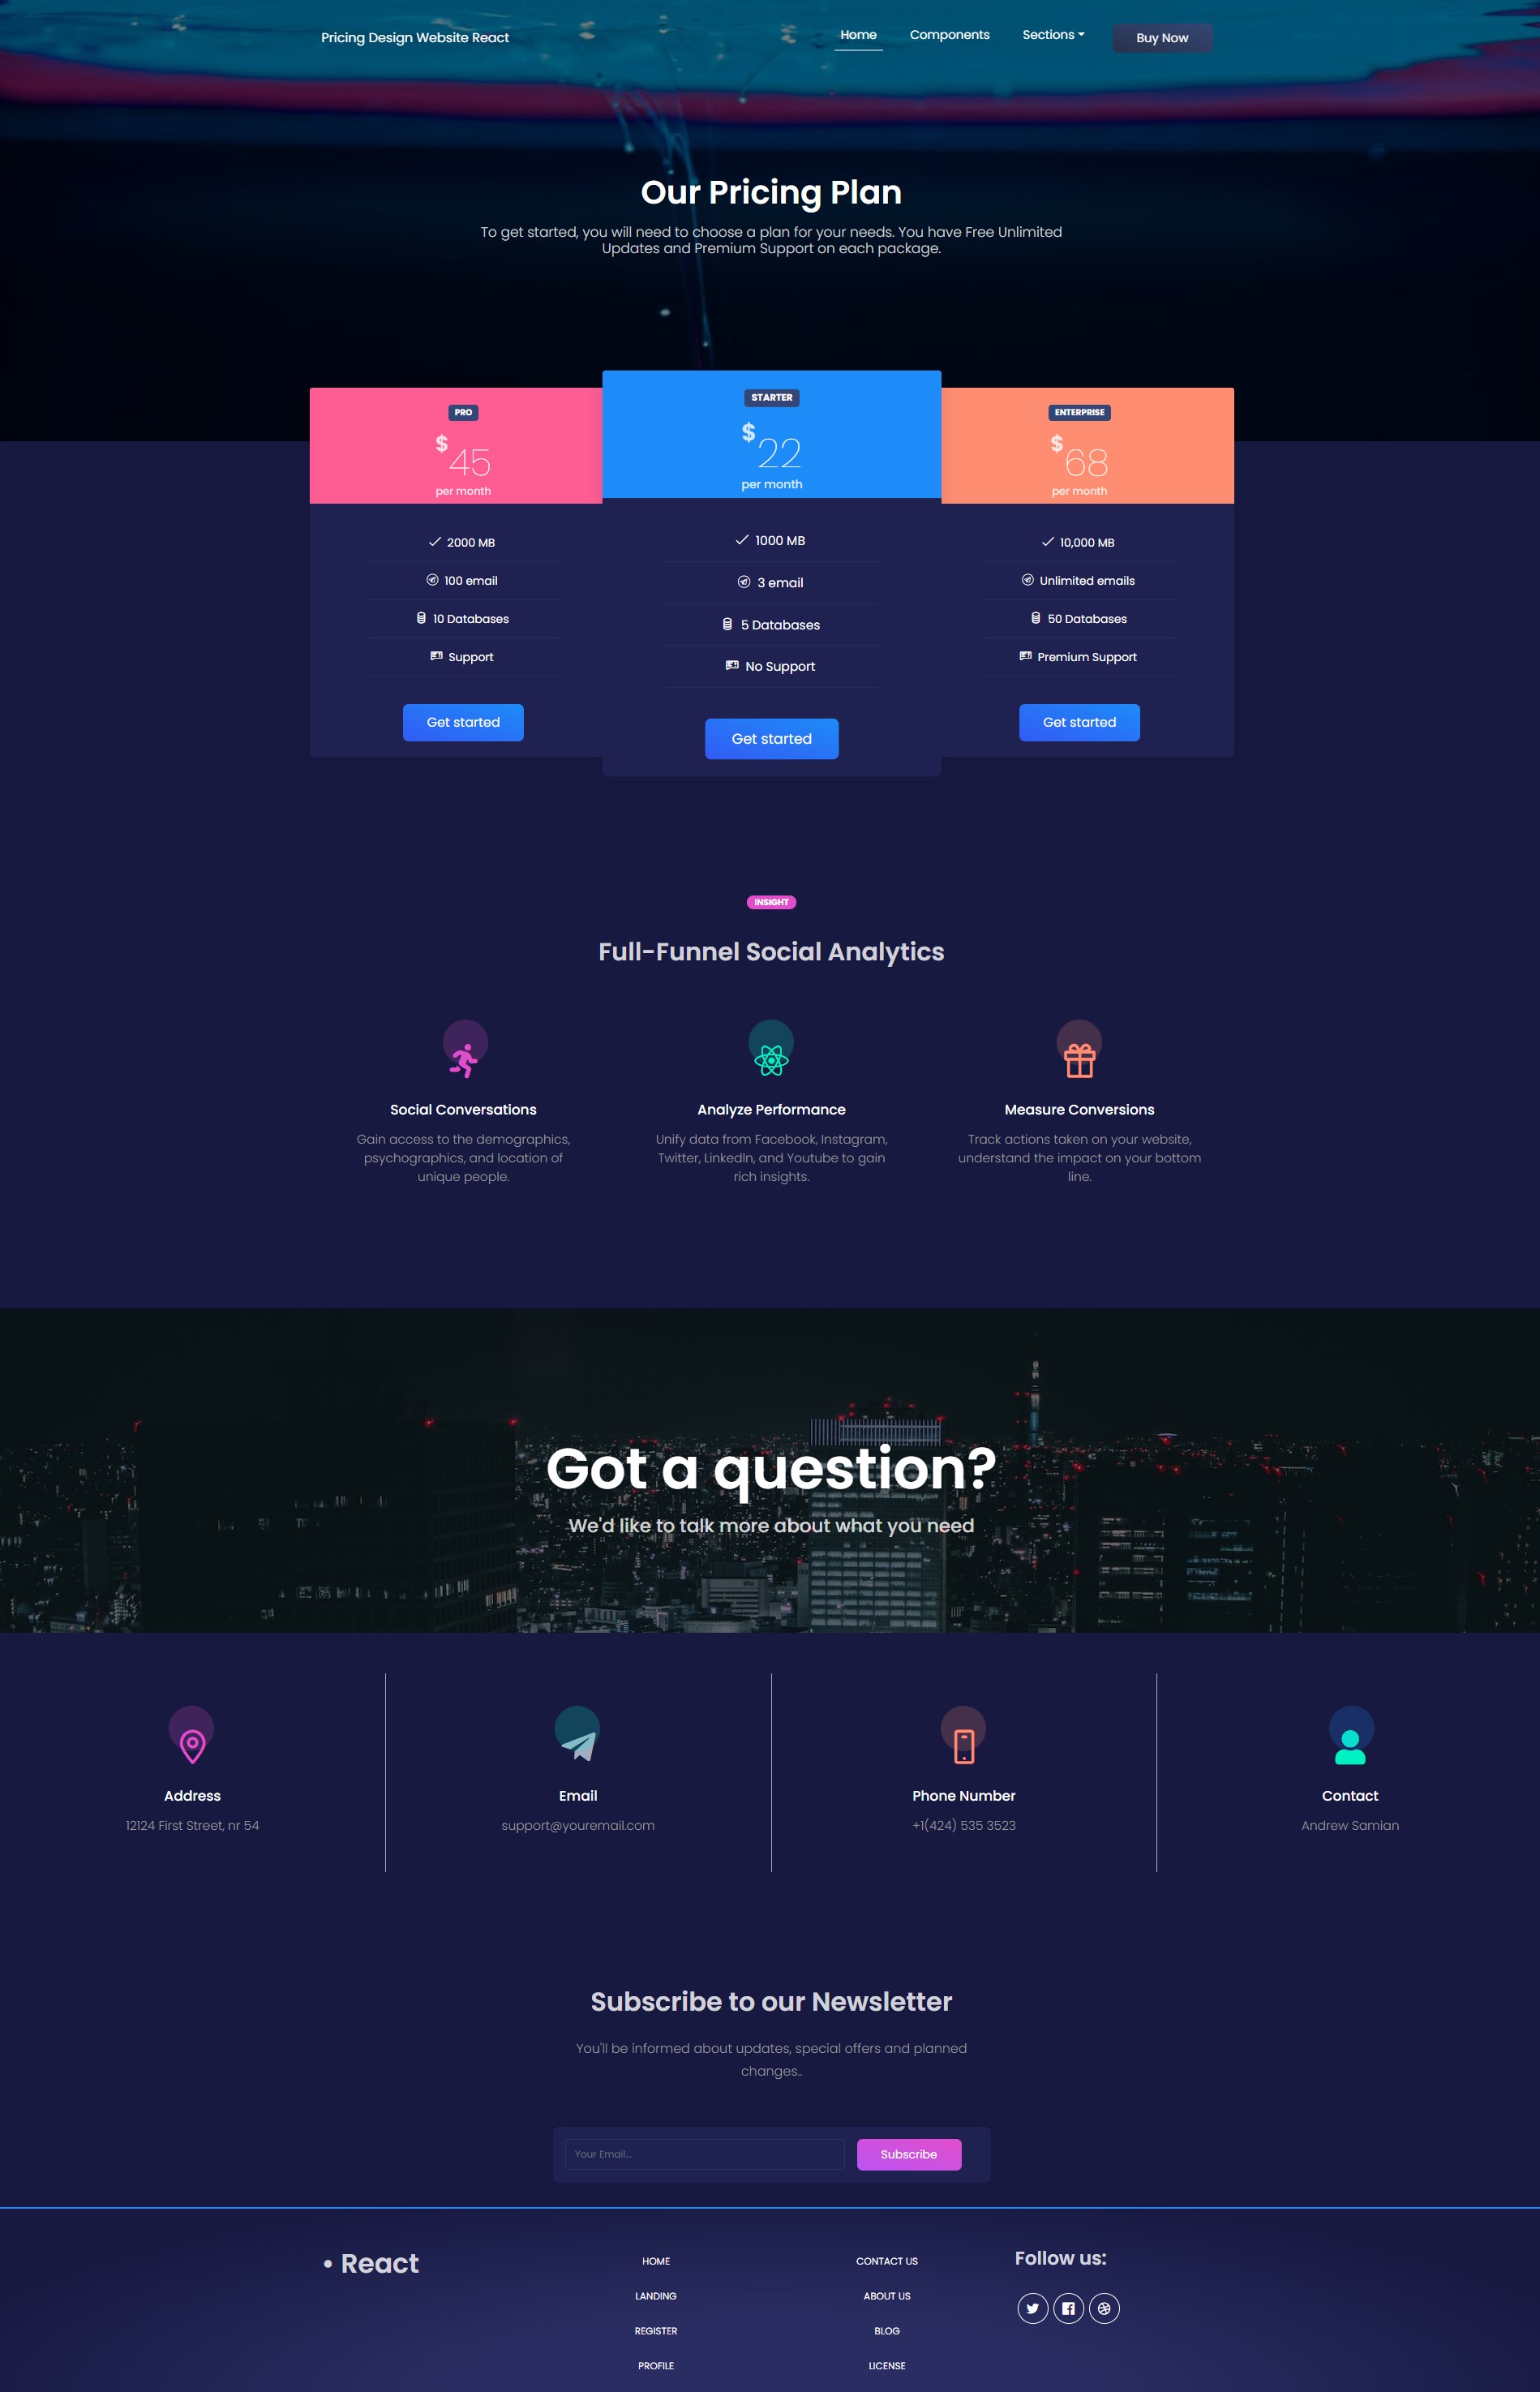 Pricing Design Website React
Home
Components
Sections
Buy Now
Our Pricing Plan
To get started, you will need to choose a plan for your needs. You have Free Unlimited
Updates and Premium Support on each package.
PRO
$45
per month
2000 MB
100 email
10 Databases
Support
Get started
STARTER
$22
per month
1000 MB
3 email
5 Databases
No Support
Get started
ENTERPRISE
$68
per month
10,000 MB
Unlimited emails
50 Databases
Premium Support
Get started
INSIGHT
Full-Funnel Social Analytics
Social Conversations
Gain access to the demographics,
psychographics, and location of
unique people.
Analyze Performance
Unify data from Facebook, Instagram,
Twitter, LinkedIn, and Youtube to gain
rich insights.
Measure Conversions
Track actions taken on your website,
understand the impact on your bottom
line.
Got a question?
We'd like to talk more about what you need
Address
12124 First Street, nr 54
Email
support@youremail.com
Phone Number
+1(424) 535 3523
Contact
Andrew Samian
Subscribe to our Newsletter
You'll be informed about updates, special offers and planned
changes..
Your Email...
Subscribe
• React
HOME
LANDING
REGISTER
PROFILE
CONTACT US
ABOUT US
BLOG
LICENSE
Follow us: